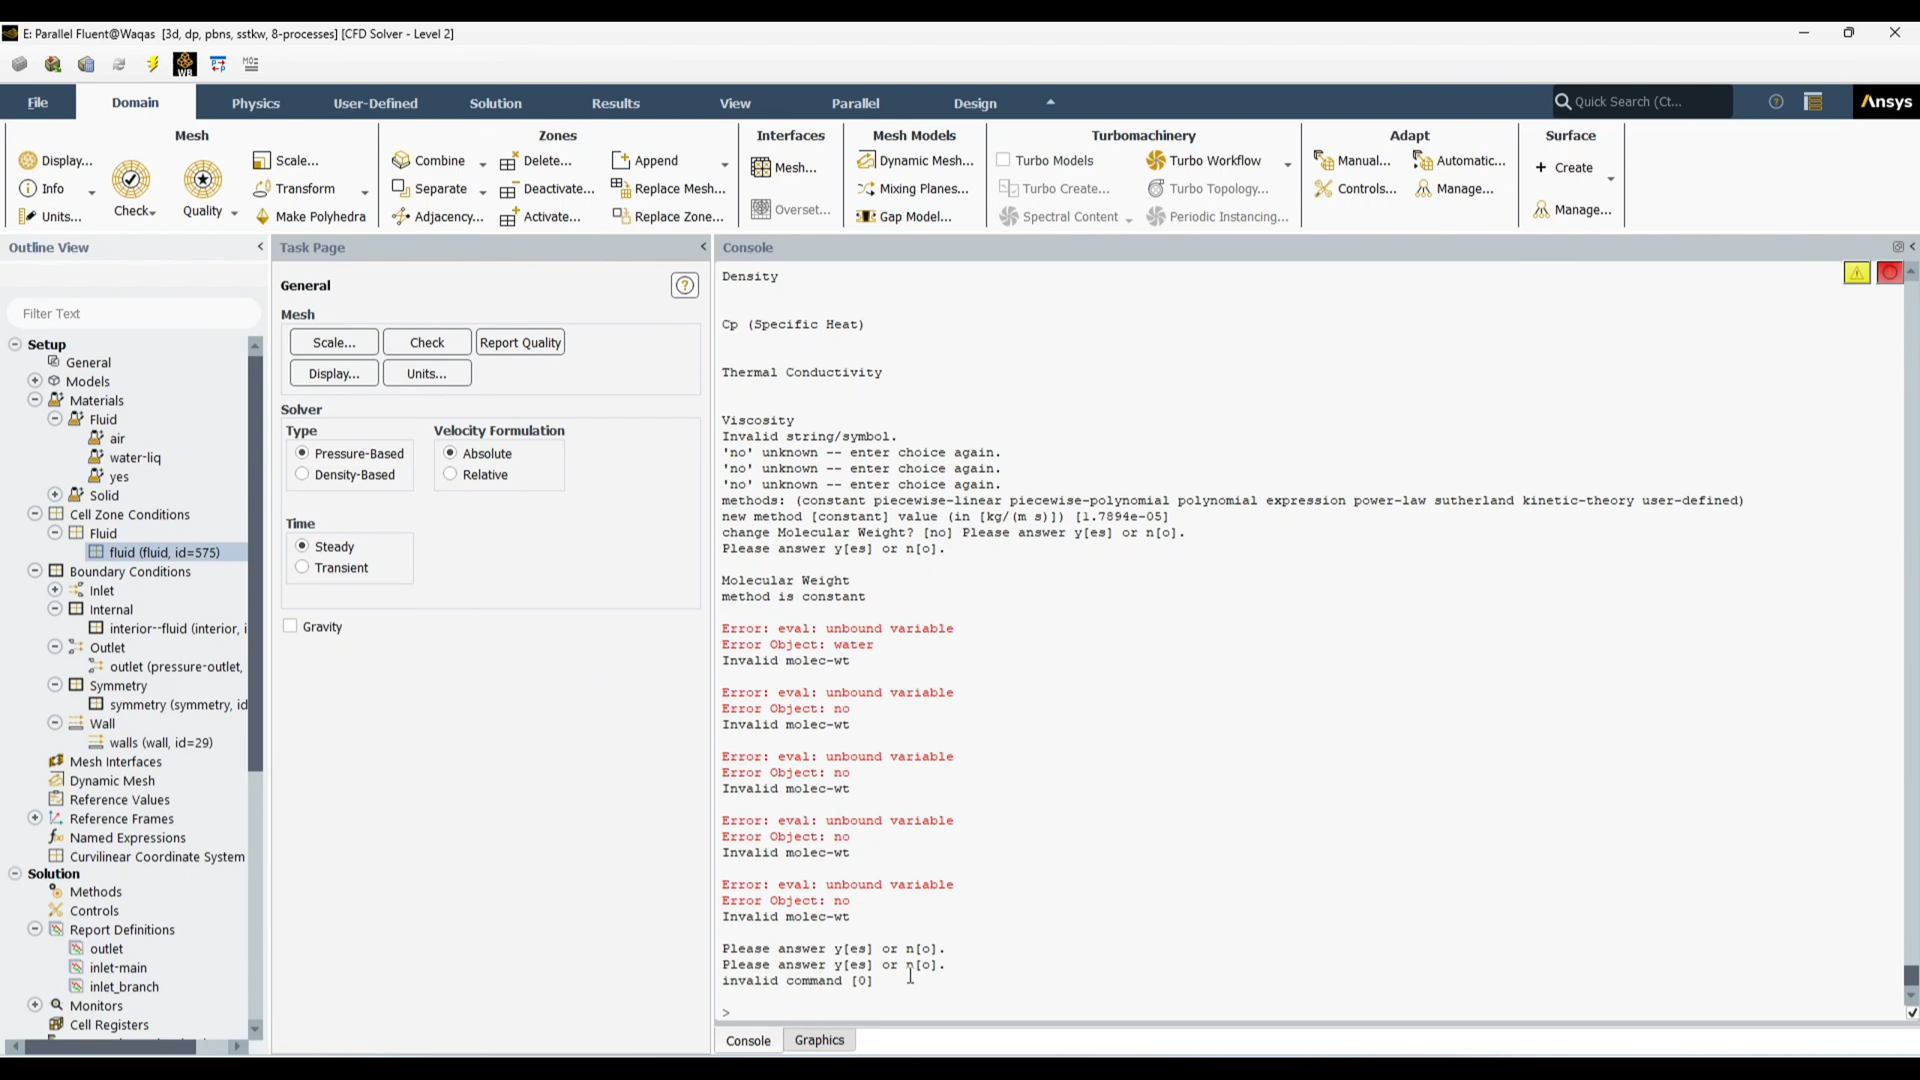 E: Parallel Fluent@Waqas [3d, dp, pbns, sstkw, 8-processes] [CFD Solver - Level 2]
WB
File
Domain
Physics
User-Defined
Solution
Results
View
Parallel
Design
Quick Search (Ct...
Ansys
Mesh
Display...
Info
Units...
Check
Quality
Scale...
Transform
Make Polyhedra
Zones
Combine
Separate
Adjacency...
Delete...
Deactivate...
Activate...
Append
Replace Mesh...
Replace Zone...
Interfaces
Mesh...
Overset...
Mesh Models
Dynamic Mesh...
Mixing Planes...
Gap Model...
Turbomachinery
Turbo Models
Turbo Create...
Spectral Content
Turbo Workflow
Turbo Topology...
Periodic Instancing...
Adapt
Manual...
Controls...
Automatic...
Manage...
Surface
+ Create
Manage...
Outline View
Filter Text
Setup
General
Models
Materials
Fluid
air
water-liq
yes
Solid
Cell Zone Conditions
Fluid
fluid (fluid, id=575)
Boundary Conditions
Inlet
Internal
interior--fluid (interior, i
Outlet
outlet (pressure-outlet,
Symmetry
symmetry (symmetry, id
Wall
walls (wall, id=29)
Mesh Interfaces
Dynamic Mesh
Reference Values
Reference Frames
Named Expressions
Curvilinear Coordinate System
Solution
Methods
Controls
Report Definitions
outlet
inlet-main
inlet_branch
Monitors
Cell Registers
Task Page
General
?
Mesh
Scale...
Check
Report Quality
Display...
Units...
Solver
Type
Pressure-Based
Density-Based
Velocity Formulation
Absolute
Relative
Time
Steady
Transient
Gravity
Console
Density
Cp (Specific Heat)
Thermal Conductivity
Viscosity
Invalid string/symbol.
'no' unknown -- enter choice again.
'no' unknown -- enter choice again.
'no' unknown -- enter choice again.
methods: (constant piecewise-linear piecewise-polynomial polynomial expression power-law sutherland kinetic-theory user-defined)
new method [constant] value (in [kg/(m s)]) [1.7894e-05]
change Molecular Weight? [no] Please answer y[es] or n[o].
Please answer y[es] or n[o].
Molecular Weight
method is constant
Error: eval: unbound variable
Error Object: water
Invalid molec-wt
Error: eval: unbound variable
Error Object: no
Invalid molec-wt
Error: eval: unbound variable
Error Object: no
Invalid molec-wt
Error: eval: unbound variable
Error Object: no
Invalid molec-wt
Error: eval: unbound variable
Error Object: no
Invalid molec-wt
Please answer y[es] or n[o].
Please answer y[es] or n[o].
invalid command [0]
>
Console
Graphics